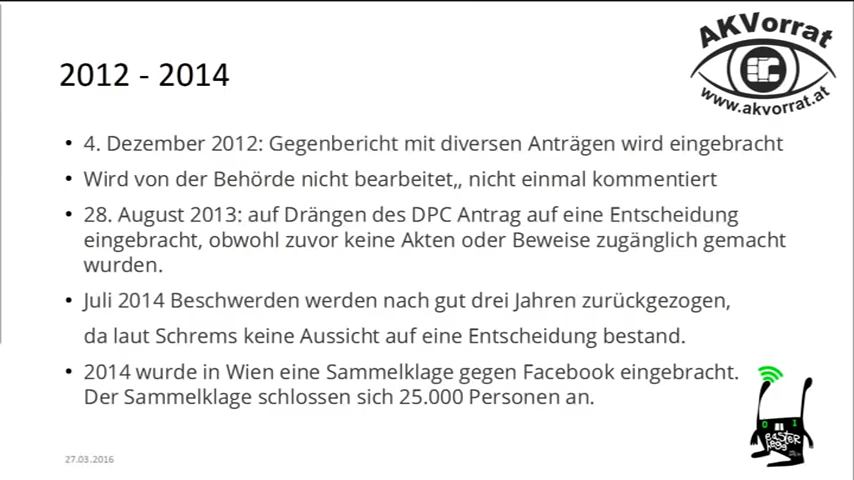 AKVorrat
www.akvorrat.at
2012 - 2014
• 4. Dezember 2012: Gegenbericht mit diversen Anträgen wird eingebracht
• Wird von der Behörde nicht bearbeitet,, nicht einmal kommentiert
• 28. August 2013: auf Drängen des DPC Antrag auf eine Entscheidung
eingebracht, obwohl zuvor keine Akten oder Beweise zugänglich gemacht
wurden.
• Juli 2014 Beschwerden werden nach gut drei Jahren zurückgezogen,
da laut Schrems keine Aussicht auf eine Entscheidung bestand.
• 2014 wurde in Wien eine Sammelklage gegen Facebook eingebracht.
Der Sammelklage schlossen sich 25.000 Personen an.
0 1
EASTER
hegg
27.03.2016